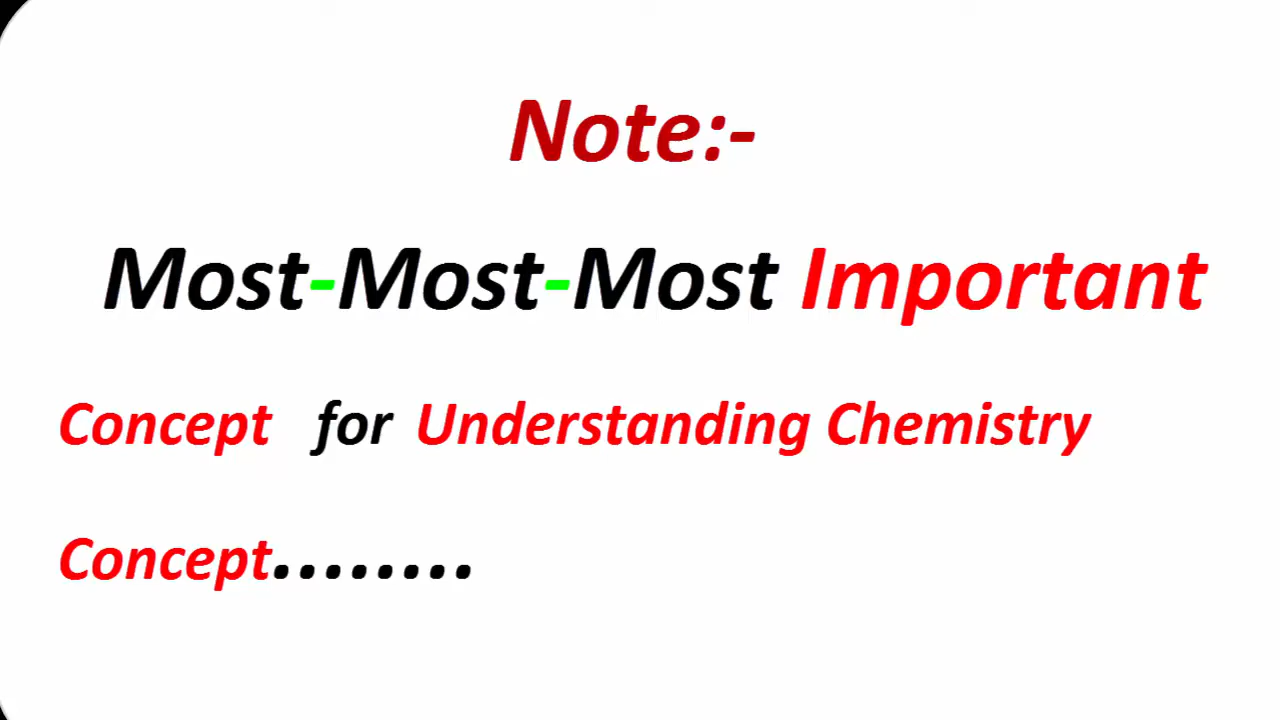 Note:-
Most-Most-Most Important
Concept for Understanding Chemistry
Concept........